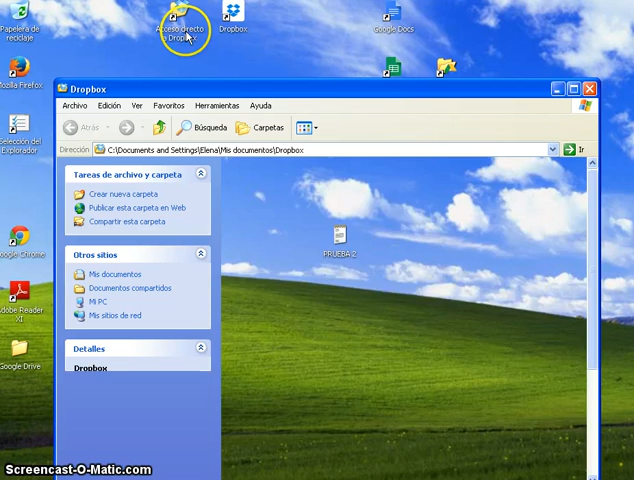 Papelera de
reciclaje
Acceso directo
a Dropbox
Dropbox
Google Docs
Mozilla Firefox
Selección del
Explorador
Google Chrome
Adobe Reader
XI
Google Drive
Dropbox
Archivo Edición Ver Favoritos Herramientas Ayuda
Atrás Búsqueda Carpetas
Dirección C:\Documents and Settings\Elena\Mis documentos\Dropbox Ir
Tareas de archivo y carpeta
Crear nueva carpeta
Publicar esta carpeta en Web
Compartir esta carpeta
Otros sitios
Mis documentos
Documentos compartidos
Mi PC
Mis sitios de red
Detalles
Dropbox
PRUEBA 2
Screencast-O-Matic.com